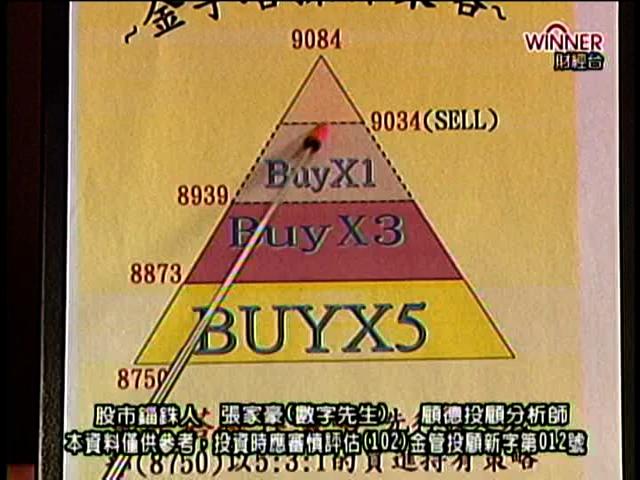 WINNER
財經台
9084
9034(SELL)
BuyX1
8939
BuyX3
8873
BUYX5
8750
股市錙銖人 張家豪(數字先生) 顧德投顧分析師
本資料僅供參考,投資時應審慎評估(102)金管投顧新字第012號
(8750)以5:3:1的買進持有策略